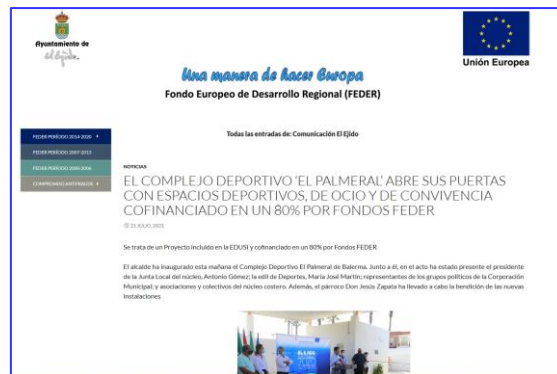 Ayuntamiento de
El Ejido
Unión Europea
Una manera de hacer Europa
Fondo Europeo de Desarrollo Regional (FEDER)
Todas las entradas de: Comunicación El Ejido
FEDER PERÍODO 2014-2020
FEDER PERÍODO 2007-2013
FEDER PERÍODO 2000-2006
COMPROMISO ANTIFRAUDE
NOTICIAS
EL COMPLEJO DEPORTIVO 'EL PALMERAL' ABRE SUS PUERTAS
CON ESPACIOS DEPORTIVOS, DE OCIO Y DE CONVIVENCIA
COFINANCIADO EN UN 80% POR FONDOS FEDER
21 JULIO, 2021
Se trata de un Proyecto incluido en la EDUSI y cofinanciado en un 80% por Fondos FEDER
El alcalde ha inaugurado esta mañana el Complejo Deportivo El Palmeral de Balerma. Junto a él, en el acto ha estado presente el presidente
de la Junta Local del núcleo, Antonio Gómez; la edil de Deportes, María José Martín; representantes de los grupos políticos de la Corporación
Municipal; y asociaciones y colectivos del núcleo costero. Además, el párroco Don Jesús Zapata ha llevado a cabo la bendición de las nuevas
instalaciones
EL EJIDO